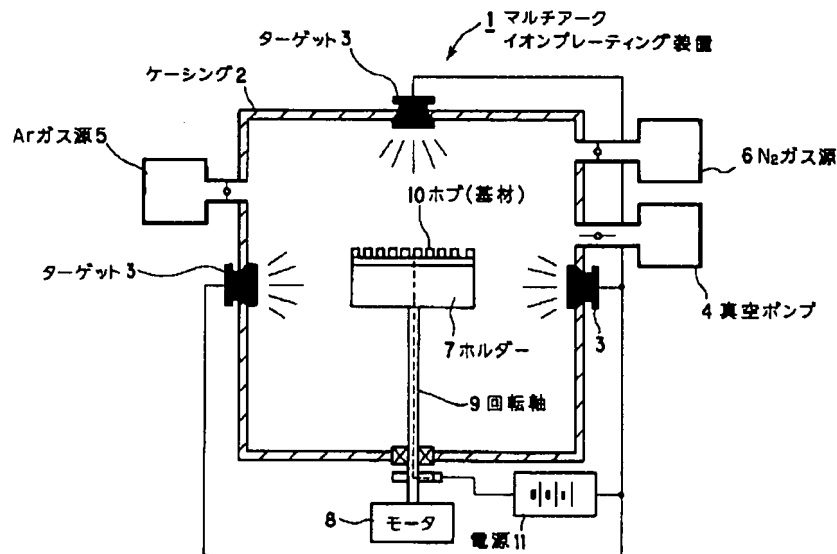 1 マルチアーク
イオンプレーティング装置
ターゲット3
ケーシング2
Arガス源5
6 N₂ガス源
10ホブ(基材)
ターゲット3
3
4 真空ポンプ
7ホルダー
9 回転軸
8
モータ
電源11